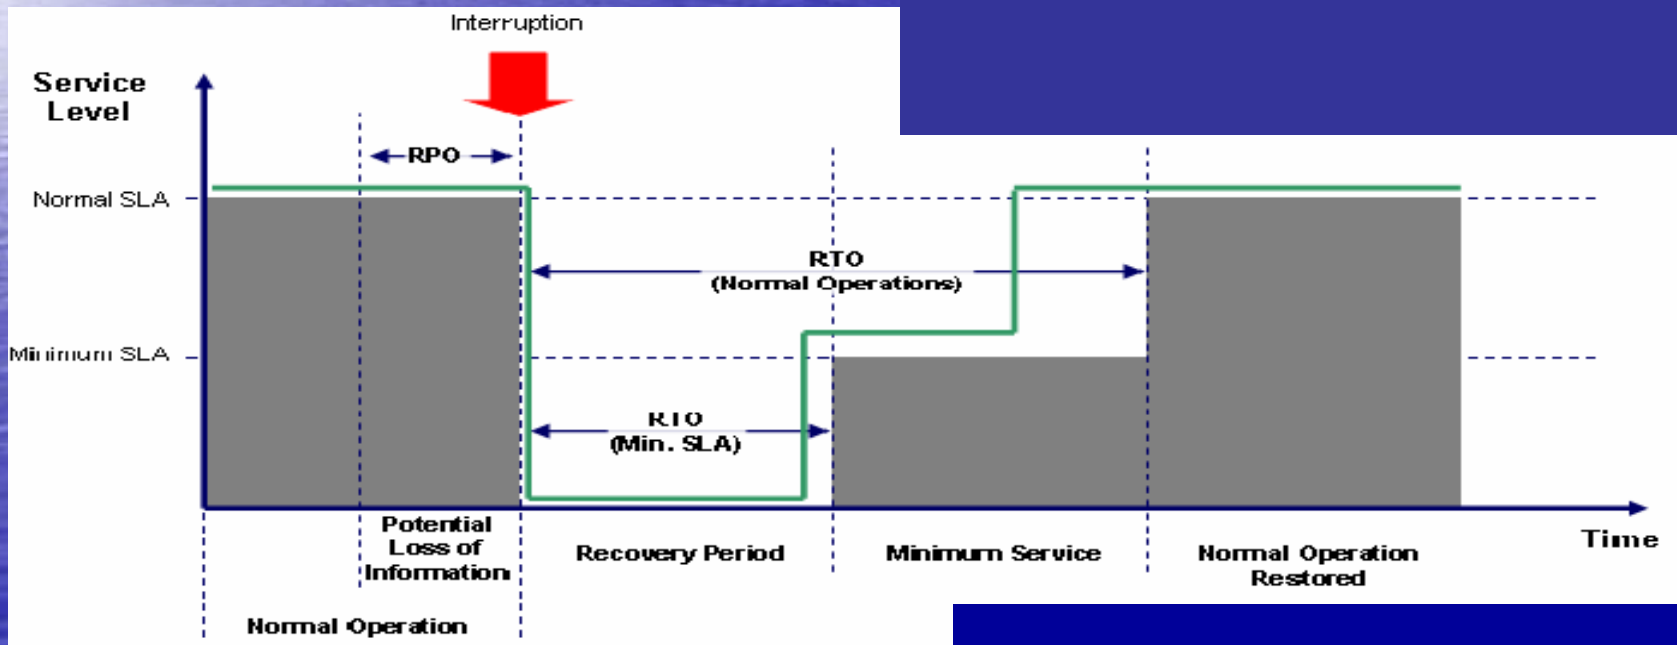 Interruption
Service
Level
RPO
Normal SLA
RTO
(Normal Operations)
Minimum SLA
RTO
(Min. SLA)
Potential
Loss of
Information
Recovery Period
Minimum Service
Normal Operation
Restored
Time
Normal Operation